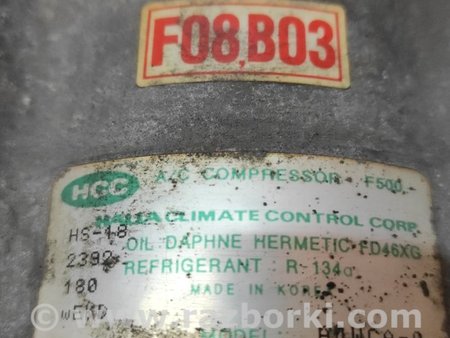 F08,B03
HCC A/C COMPRESSOR F500
HALLA CLIMATE CONTROL CORP.
HS-18 OIL DAPHNE HERMETIC FD46XG
2392 REFRIGERANT R-134a
180 MADE IN KOREA
MODEL
www.razborki.com